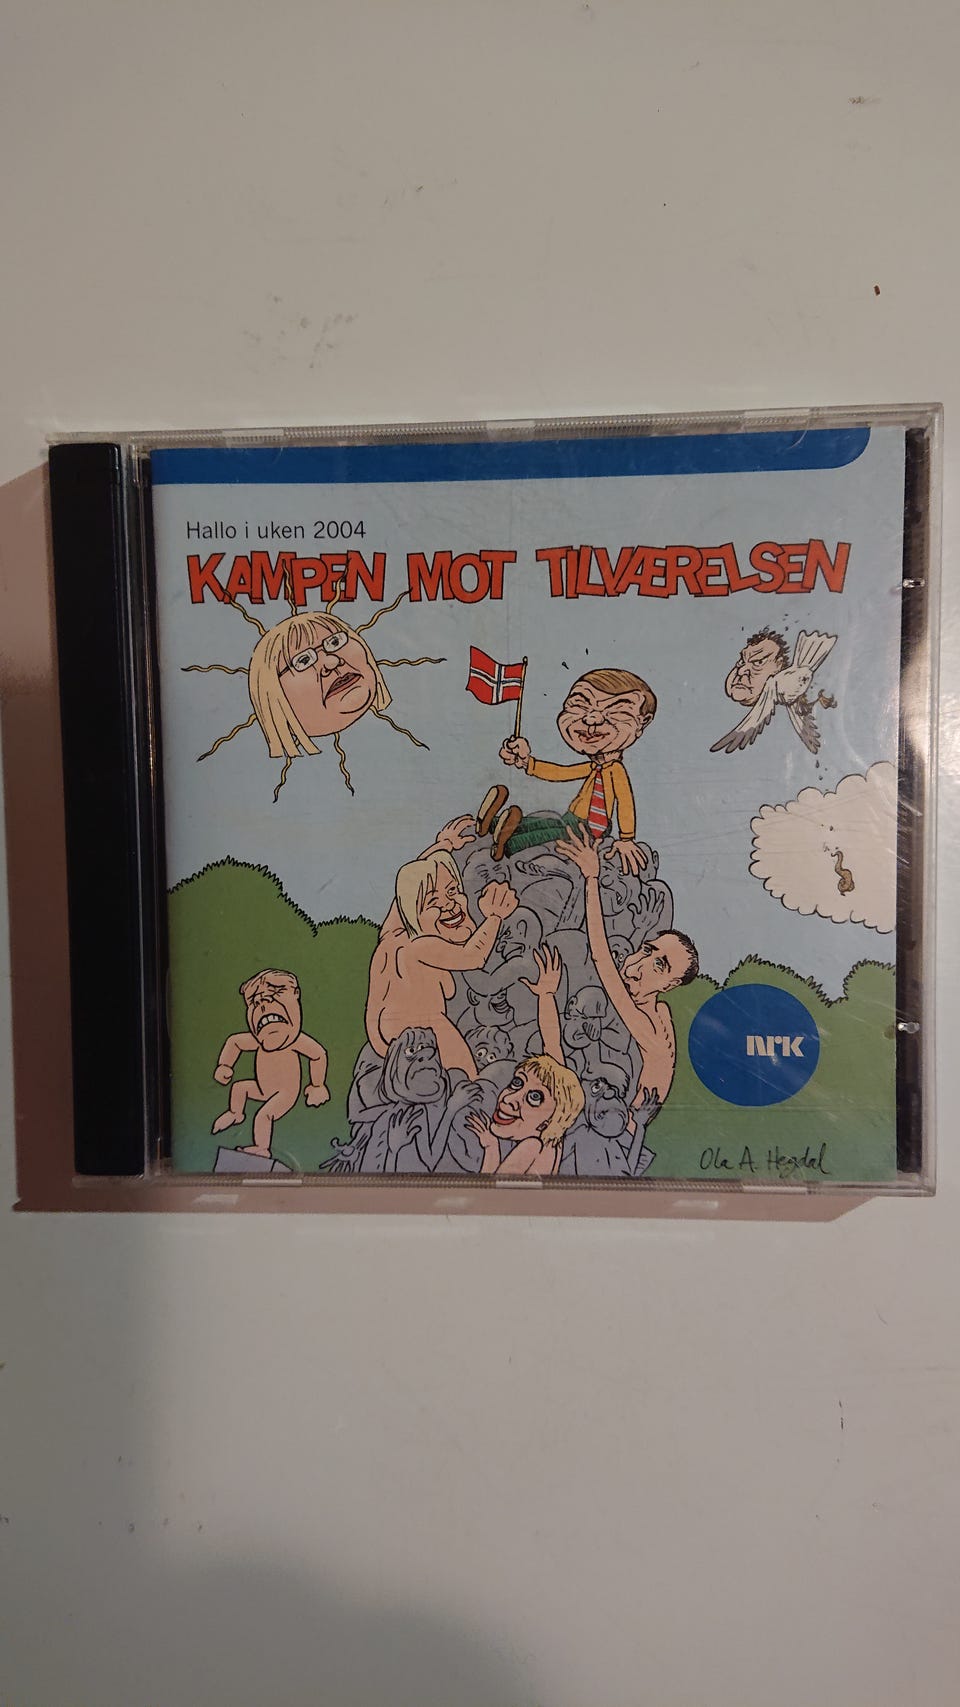 Hallo i uken 2004
KAMPEN MOT TILVÆRELSEN
NRK
Ola A. Hegdal